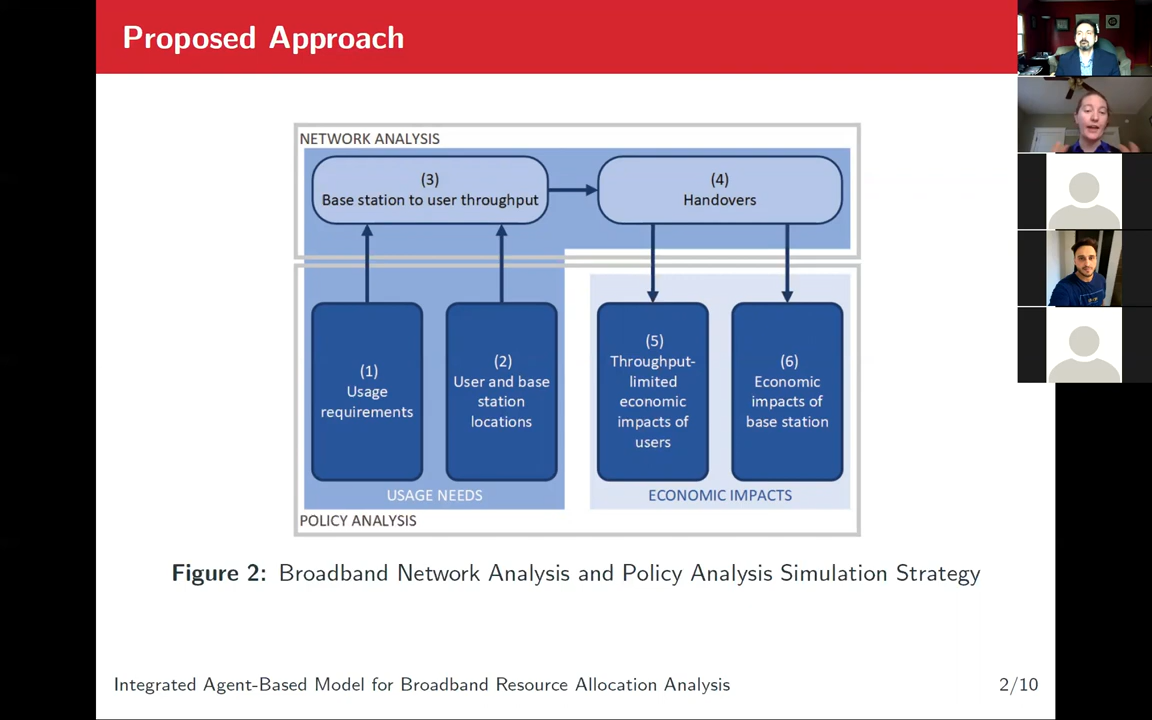 Proposed Approach
NETWORK ANALYSIS
(3)
Base station to user throughput
(4)
Handovers
(1)
Usage
requirements
(2)
User and base
station
locations
(5)
Throughput-
limited
economic
impacts of
users
(6)
Economic
impacts of
base station
USAGE NEEDS
ECONOMIC IMPACTS
POLICY ANALYSIS
Figure 2: Broadband Network Analysis and Policy Analysis Simulation Strategy
Integrated Agent-Based Model for Broadband Resource Allocation Analysis
2/10